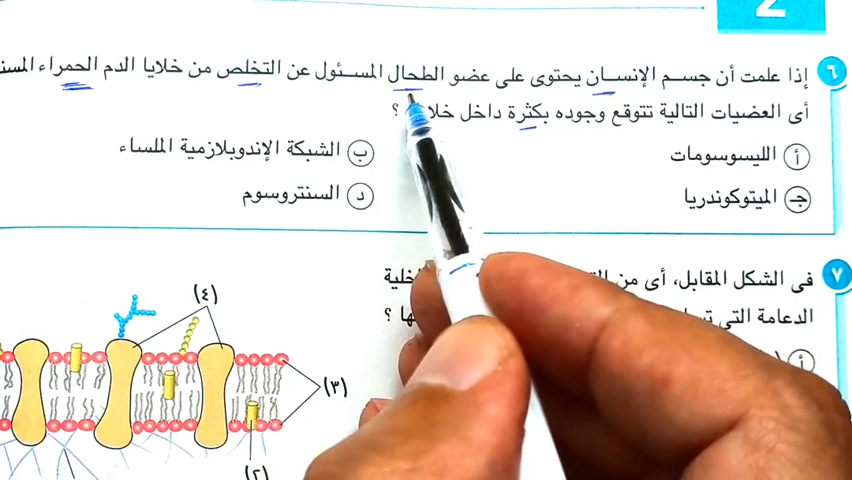 2
٦ إذا علمت أن جسم الإنسان يحتوى على عضو الطحال المسئول عن التخلص من خلايا الدم الحمراء
أى العضيات التالية تتوقع وجوده بكثرة داخل ؟
أ الليسوسومات
ب الشبكة الإندوبلازمية الملساء
جـ الميتوكوندريا
د السنتروسوم
٧ فى الشكل المقابل، أى من
الدعامة التى ؟
أ
(٤)
(٣)
(٢)